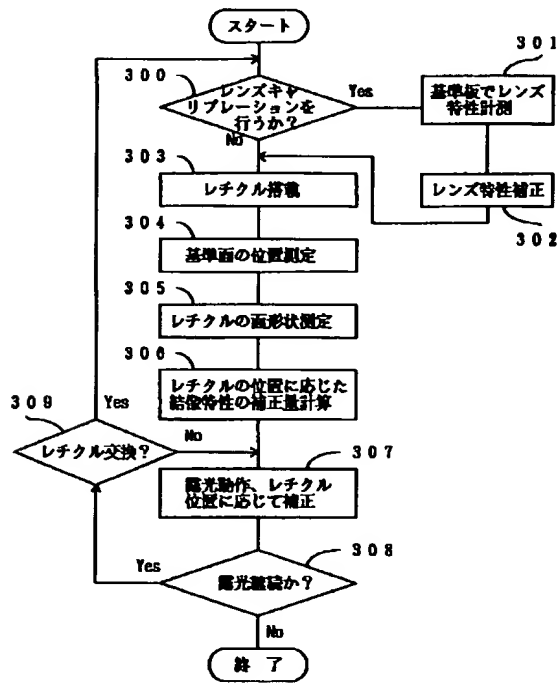 スタート
300
レンズキャ
リブレーションを
行うか?
Yes
No
301
基準板でレンズ
特性計測
レンズ特性補正
302
303
レチクル搭載
304
基準面の位置測定
305
レチクルの面形状測定
306
レチクルの位置に応じた
結像特性の補正量計算
309
Yes
レチクル交換?
No
307
露光動作、レチクル
位置に応じて補正
308
Yes
露光継続か?
No
終 了